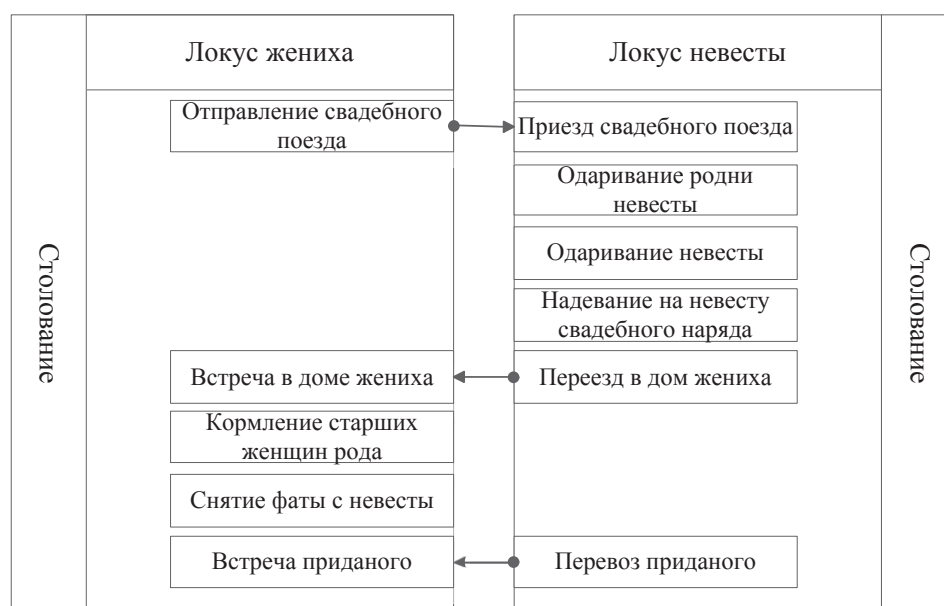 Локус жениха
Локус невесты
Столование
Отправление свадебного
поезда
Приезд свадебного поезда
Одаривание родни
невесты
Одаривание невесты
Надевание на невесту
свадебного наряда
Встреча в доме жениха
Переезд в дом жениха
Кормление старших
женщин рода
Снятие фаты с невесты
Встреча приданого
Перевоз приданого
Столование